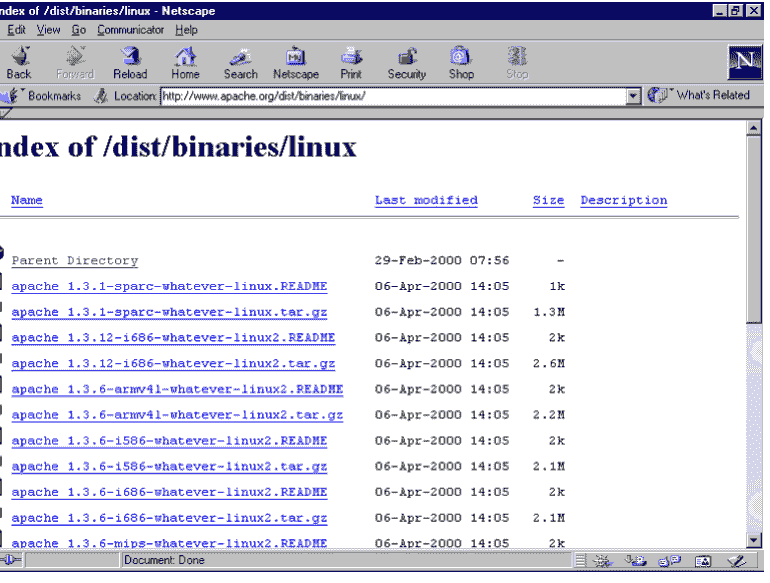 ndex of /dist/binaries/linux - Netscape
Edit View Go Communicator Help
Back Forward Reload Home Search Netscape Print Security Shop Stop
N
Bookmarks Location: http://www.apache.org/dist/binaries/linux/ What's Related
ndex of /dist/binaries/linux
Name Last modified Size Description
Parent Directory 29-Feb-2000 07:56 -
apache 1.3.1-sparc-whatever-linux.README 06-Apr-2000 14:05 1k
apache 1.3.1-sparc-whatever-linux.tar.gz 06-Apr-2000 14:05 1.3M
apache 1.3.12-i686-whatever-linux2.README 06-Apr-2000 14:05 2k
apache 1.3.12-i686-whatever-linux2.tar.gz 06-Apr-2000 14:05 2.6M
apache 1.3.6-armv4l-whatever-linux2.README 06-Apr-2000 14:05 2k
apache 1.3.6-armv4l-whatever-linux2.tar.gz 06-Apr-2000 14:05 2.2M
apache 1.3.6-i586-whatever-linux2.README 06-Apr-2000 14:05 2k
apache 1.3.6-i586-whatever-linux2.tar.gz 06-Apr-2000 14:05 2.1M
apache 1.3.6-i686-whatever-linux2.README 06-Apr-2000 14:05 2k
apache 1.3.6-i686-whatever-linux2.tar.gz 06-Apr-2000 14:05 2.1M
apache 1.3.6-mips-whatever-linux2.README 06-Apr-2000 14:05 2k
Document: Done